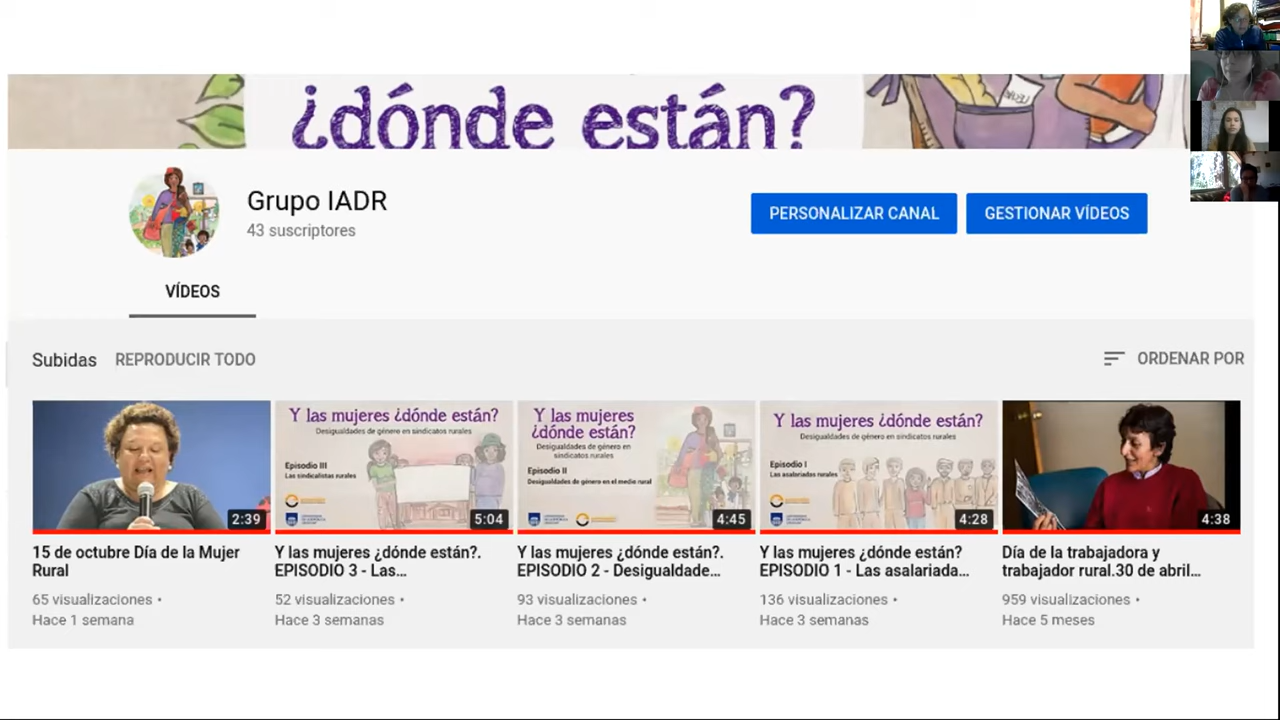 ¿dónde están?
Grupo IADR
43 suscriptores
PERSONALIZAR CANAL
GESTIONAR VÍDEOS
VÍDEOS
Subidas
REPRODUCIR TODO
ORDENAR POR
2:39
15 de octubre Día de la Mujer
Rural
65 visualizaciones •
Hace 1 semana
Y las mujeres ¿dónde están?
Desigualdades de género en sindicatos rurales
Episodio III
Las sindicalistas rurales
5:04
Y las mujeres ¿dónde están?.
EPISODIO 3 - Las...
52 visualizaciones •
Hace 3 semanas
Y las mujeres
¿dónde están?
Desigualdades de género en
sindicatos rurales
Episodio II
Desigualdades de género en el medio rural
4:45
Y las mujeres ¿dónde están?.
EPISODIO 2 - Desigualdade...
93 visualizaciones •
Hace 3 semanas
Y las mujeres ¿dónde están?
Desigualdades de género en sindicatos rurales
Episodio I
Las asalariadas rurales
4:28
Y las mujeres ¿dónde están?
EPISODIO 1 - Las asalariada...
136 visualizaciones •
Hace 3 semanas
4:38
Día de la trabajadora y
trabajador rural.30 de abril...
959 visualizaciones •
Hace 5 meses